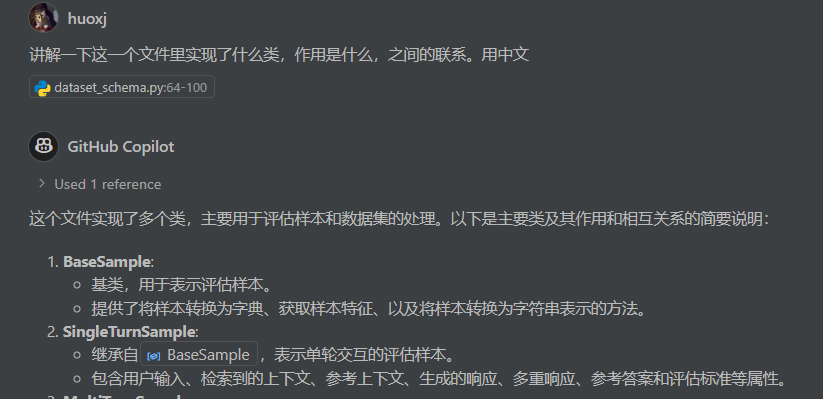 huoxj
讲解一下这一个文件里实现了什么类，作用是什么，之间的联系。用中文
dataset_schema.py:64-100
GitHub Copilot
Used 1 reference
这个文件实现了多个类，主要用于评估样本和数据集的处理。以下是主要类及其作用和相互关系的简要说明：
1. BaseSample:
基类，用于表示评估样本。
提供了将样本转换为字典、获取样本特征、以及将样本转换为字符串表示的方法。
2. SingleTurnSample:
继承自 BaseSample ，表示单轮交互的评估样本。
包含用户输入、检索到的上下文、参考上下文、生成的响应、多重响应、参考答案和评估标准等属性。